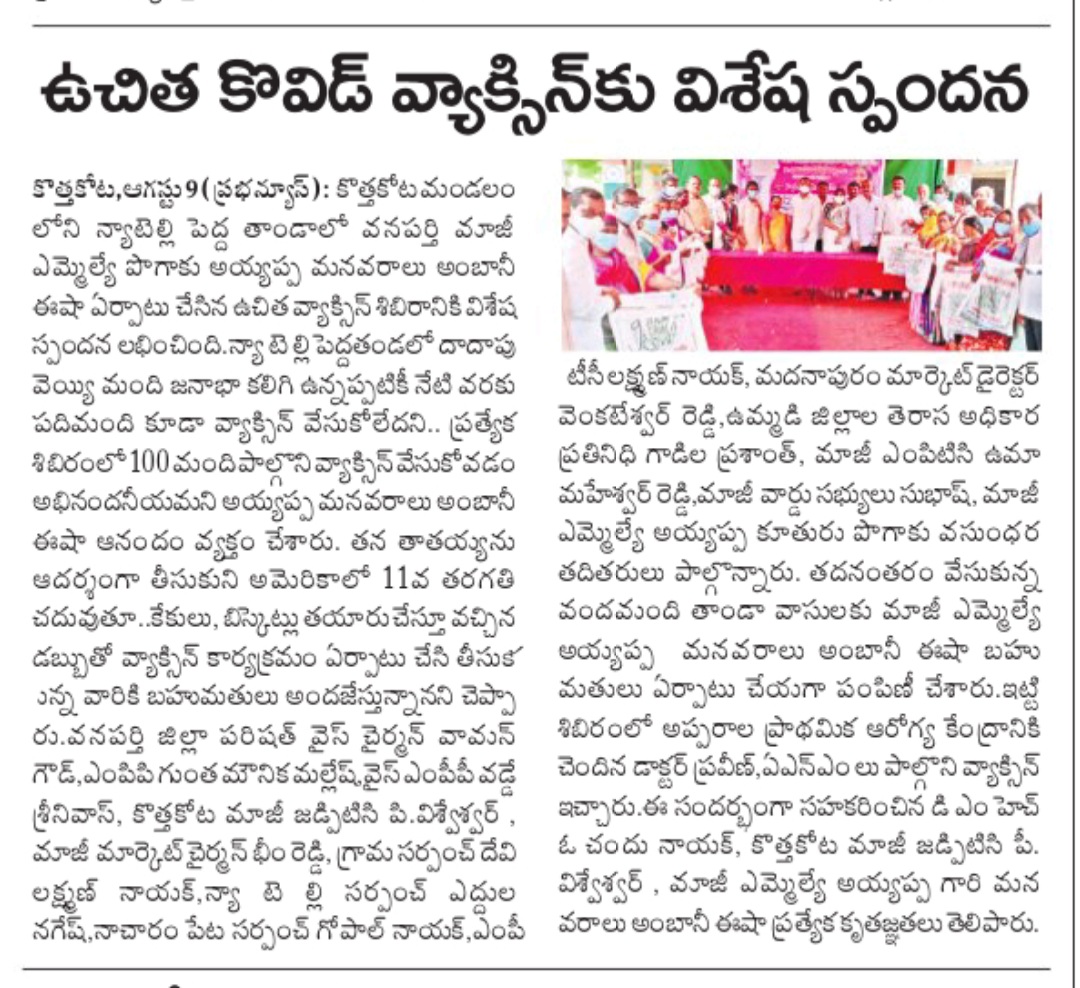 ఉచిత కొవిడ్ వ్యాక్సిన్‌కు విశేష స్పందన
కొత్తకోట,ఆగస్టు 9 (ప్రభన్యూస్): కొత్తకోట మండలం
లోని న్యాటెల్లి పెద్ద తాండాలో వనపర్తి మాజీ
ఎమ్మెల్యే పొగాకు అయ్యప్ప మనవరాలు అంబానీ
ఈషా ఏర్పాటు చేసిన ఉచిత వ్యాక్సిన్ శిబిరానికి విశేష
స్పందన లభించింది.న్యా టె ల్లి పెద్దతండలో దాదాపు
వెయ్యి మంది జనాభా కలిగి ఉన్నప్పటికీ నేటి వరకు
పదిమంది కూడా వ్యాక్సిన్ వేసుకోలేదని.. ప్రత్యేక
శిబిరంలో 100 మంది పాల్గొని వ్యాక్సిన్ వేసుకోవడం
అభినందనీయమని అయ్యప్ప మనవరాలు అంబానీ
ఈషా ఆనందం వ్యక్తం చేశారు. తన తాతయ్యను
ఆదర్శంగా తీసుకుని అమెరికాలో 11వ తరగతి
చదువుతూ..కేకులు, బిస్కెట్లు తయారు చేస్తూ వచ్చిన
డబ్బుతో వ్యాక్సిన్ కార్యక్రమం ఏర్పాటు చేసి తీసుక
ున్న వారికి బహుమతులు అందజేస్తున్నానని చెప్పా
రు.వనపర్తి జిల్లా పరిషత్ వైస్ చైర్మన్ వామన్
గౌడ్,ఎంపిపి గుంత మౌనిక మల్లేష్,వైస్ ఎంపీపీ వడ్డే
శ్రీనివాస్, కొత్తకోట మాజీ జడ్పిటిసి పి.విశ్వేశ్వర్ ,
మాజీ మార్కెట్ చైర్మన్ భీం రెడ్డి, గ్రామ సర్పంచ్ దేవి
లక్ష్మణ్ నాయక్,న్యా టె ల్లి సర్పంచ్ ఎద్దుల
నగేష్,నాచారం పేట సర్పంచ్ గోపాల్ నాయక్,ఎంపీ
టీసీ లక్ష్మణ్ నాయక్, మదనాపురం మార్కెట్ డైరెక్టర్
వెంకటేశ్వర్ రెడ్డి,ఉమ్మడి జిల్లాల తెరాస అధికార
ప్రతినిధి గాడిల ప్రశాంత్, మాజీ ఎంపిటిసి ఉమా
మహేశ్వర్ రెడ్డి,మాజీ వార్డు సభ్యులు సుభాష్, మాజీ
ఎమ్మెల్యే అయ్యప్ప కూతురు పొగాకు వసుంధర
తదితరులు పాల్గొన్నారు. తదనంతరం వేసుకున్న
వందమంది తాండా వాసులకు మాజీ ఎమ్మెల్యే
అయ్యప్ప మనవరాలు అంబానీ ఈషా బహు
మతులు ఏర్పాటు చేయగా పంపిణీ చేశారు.ఇట్టి
శిబిరంలో అప్పరాల ప్రాథమిక ఆరోగ్య కేంద్రానికి
చెందిన డాక్టర్ ప్రవీణ్,ఏఎన్ఎం లు పాల్గొని వ్యాక్సిన్
ఇచ్చారు.ఈ సందర్భంగా సహకరించిన డి ఎం హెచ్
ఓ చందు నాయక్, కొత్తకోట మాజీ జడ్పిటిసి పీ.
విశ్వేశ్వర్ , మాజీ ఎమ్మెల్యే అయ్యప్ప గారి మన
వరాలు అంబానీ ఈషా ప్రత్యేక కృతజ్ఞతలు తెలిపారు.